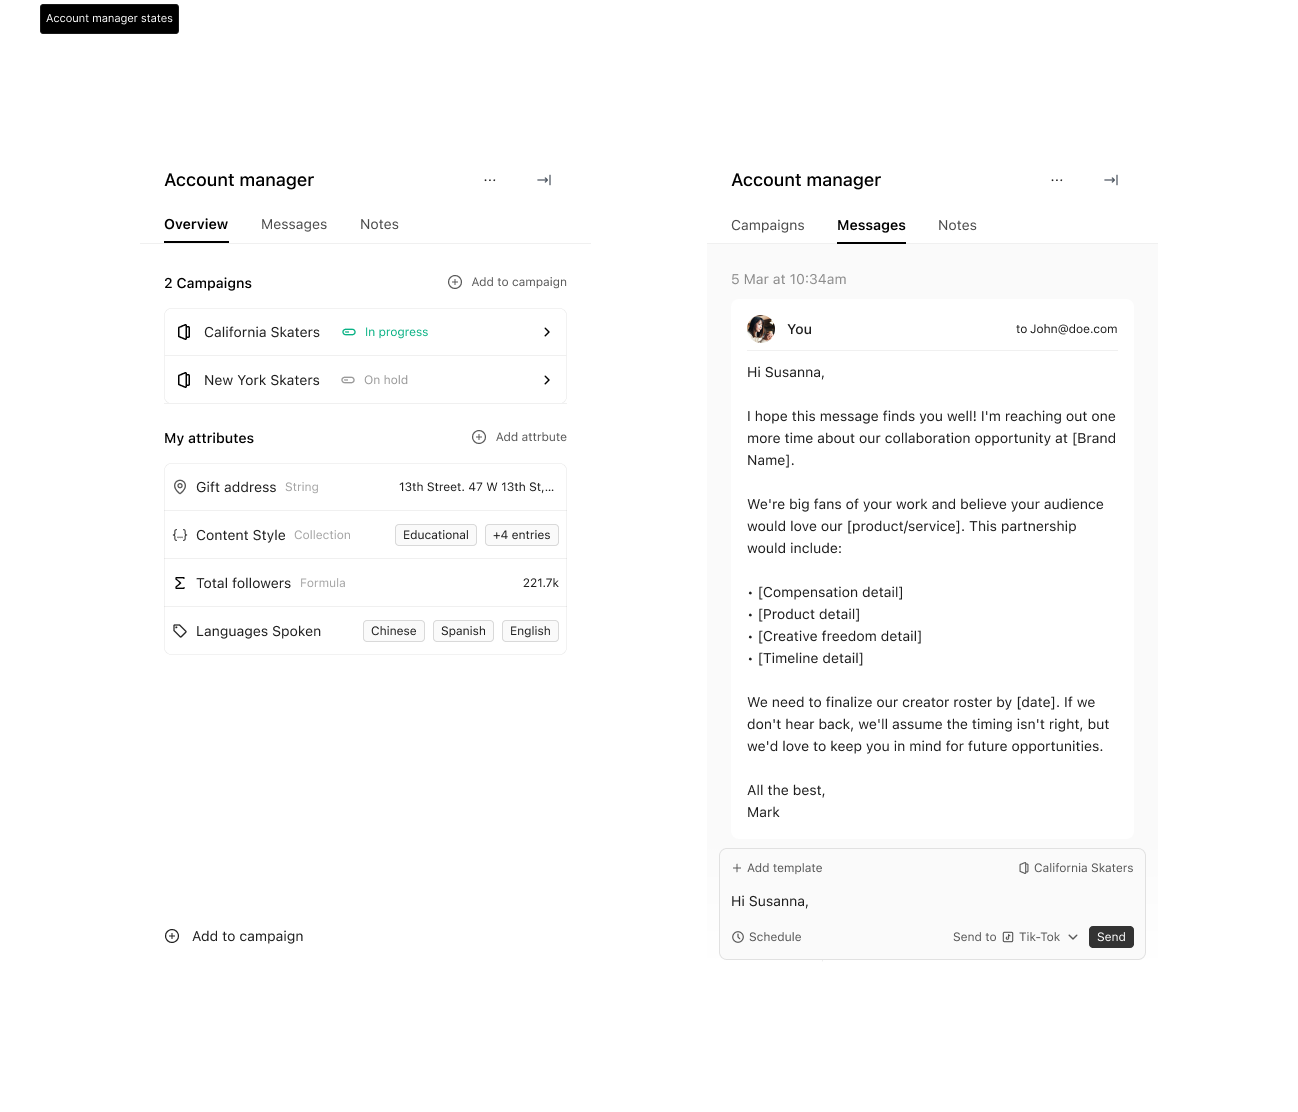 Account manager states
Account manager
Overview Messages Notes
2 Campaigns Add to campaign
California Skaters In progress
New York Skaters On hold
My attributes Add attrbute
Gift address String 13th Street. 47 W 13th St,...
{...} Content Style Collection Educational +4 entries
Σ Total followers Formula 221.7k
Languages Spoken Chinese Spanish English
Add to campaign
Account manager
Campaigns Messages Notes
5 Mar at 10:34am
You to John@doe.com
Hi Susanna,
I hope this message finds you well! I'm reaching out one
more time about our collaboration opportunity at [Brand
Name].
We're big fans of your work and believe your audience
would love our [product/service]. This partnership
would include:
• [Compensation detail]
• [Product detail]
• [Creative freedom detail]
• [Timeline detail]
We need to finalize our creator roster by [date]. If we
don't hear back, we'll assume the timing isn't right, but
we'd love to keep you in mind for future opportunities.
All the best,
Mark
+ Add template California Skaters
Hi Susanna,
Schedule Send to Tik-Tok Send